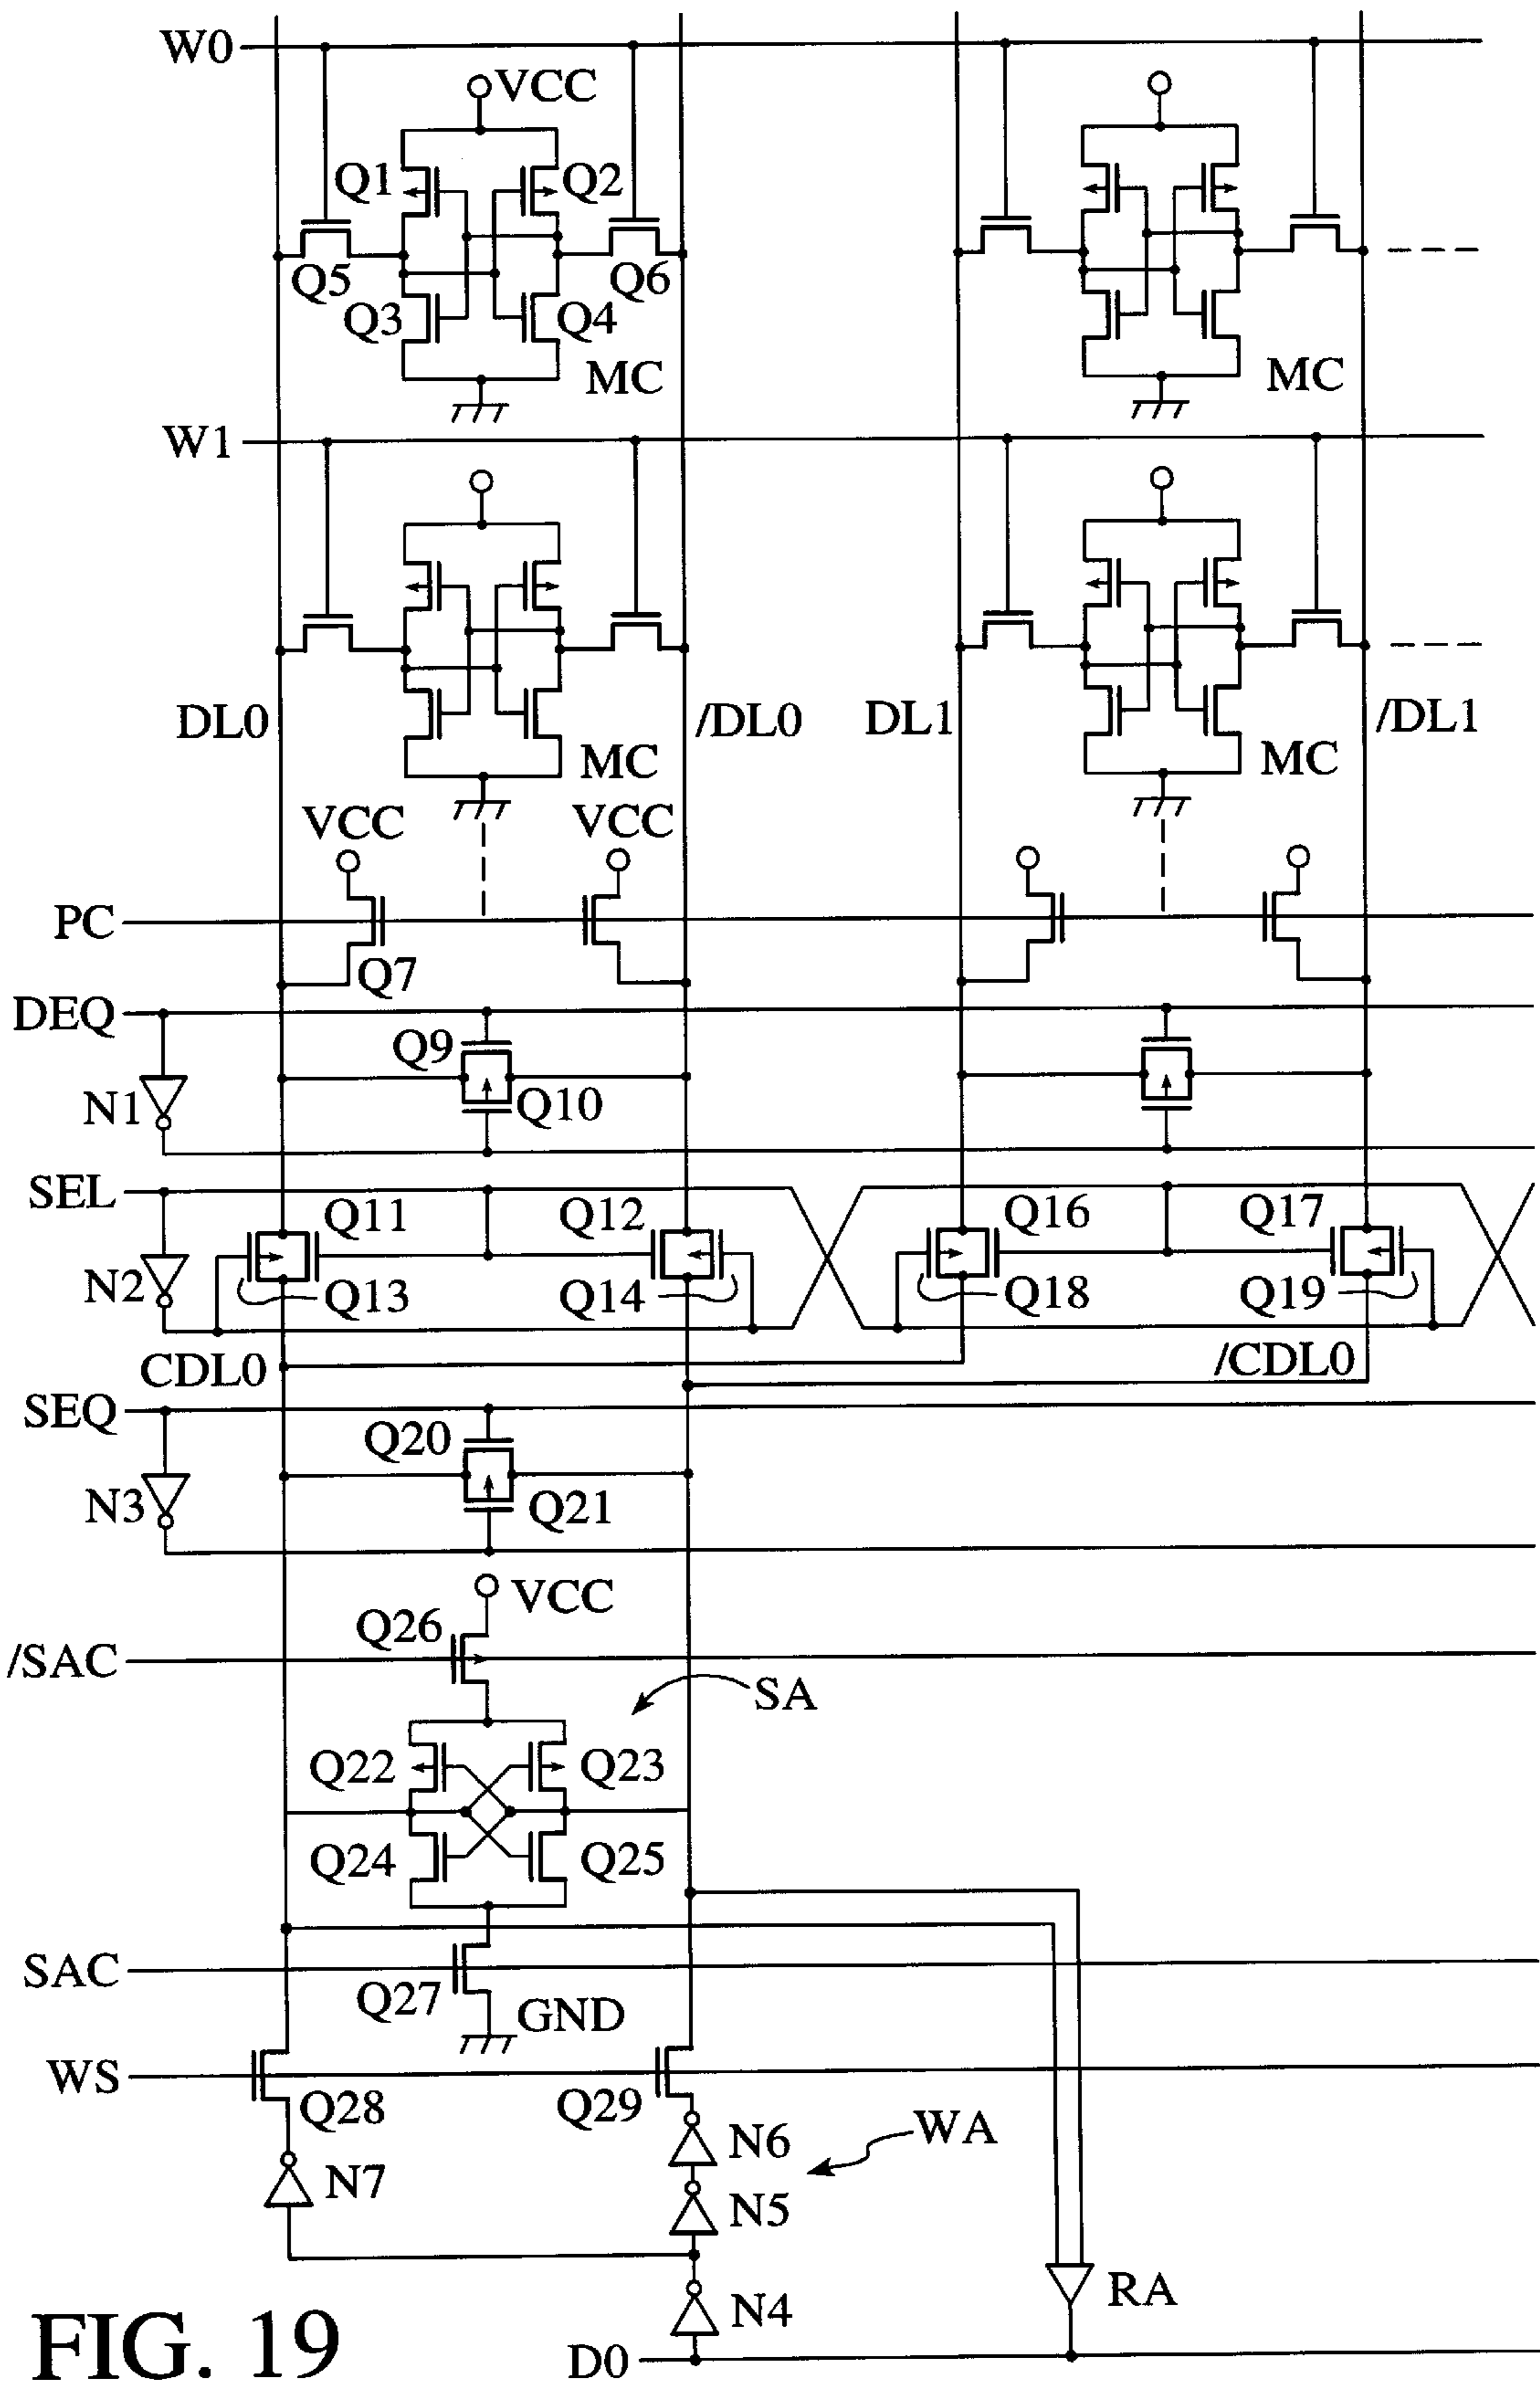 W0
VCC
Q1
Q2
Q5
Q6
Q3
Q4
MC
MC
W1
DL0
/DL0
DL1
/DL1
MC
MC
VCC
VCC
PC
Q7
DEQ
Q9
N1
Q10
SEL
Q11
Q12
Q16
Q17
N2
Q13
Q14
Q18
Q19
CDL0
/CDL0
SEQ
Q20
N3
Q21
VCC
Q26
/SAC
SA
Q22
Q23
Q24
Q25
SAC
Q27
GND
WS
Q28
Q29
N6
WA
N7
N5
RA
N4
FIG. 19
D0